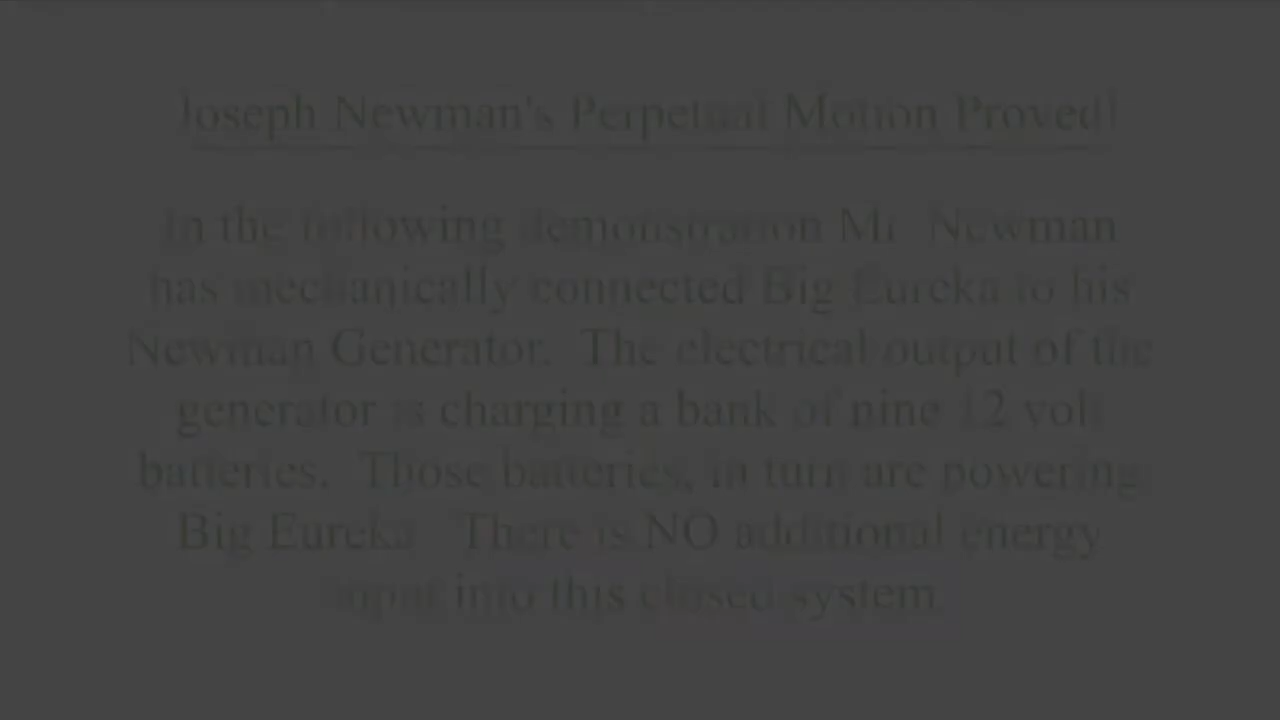 Joseph Newman's Perpetual Motion Proved!
In the following demonstration Mr. Newman
has mechanically connected Big Eureka to his
Newman Generator. The electrical output of the
generator is charging a bank of nine 12 volt
batteries. Those batteries, in turn are powering
Big Eureka. There is NO additional energy
input into this closed system.